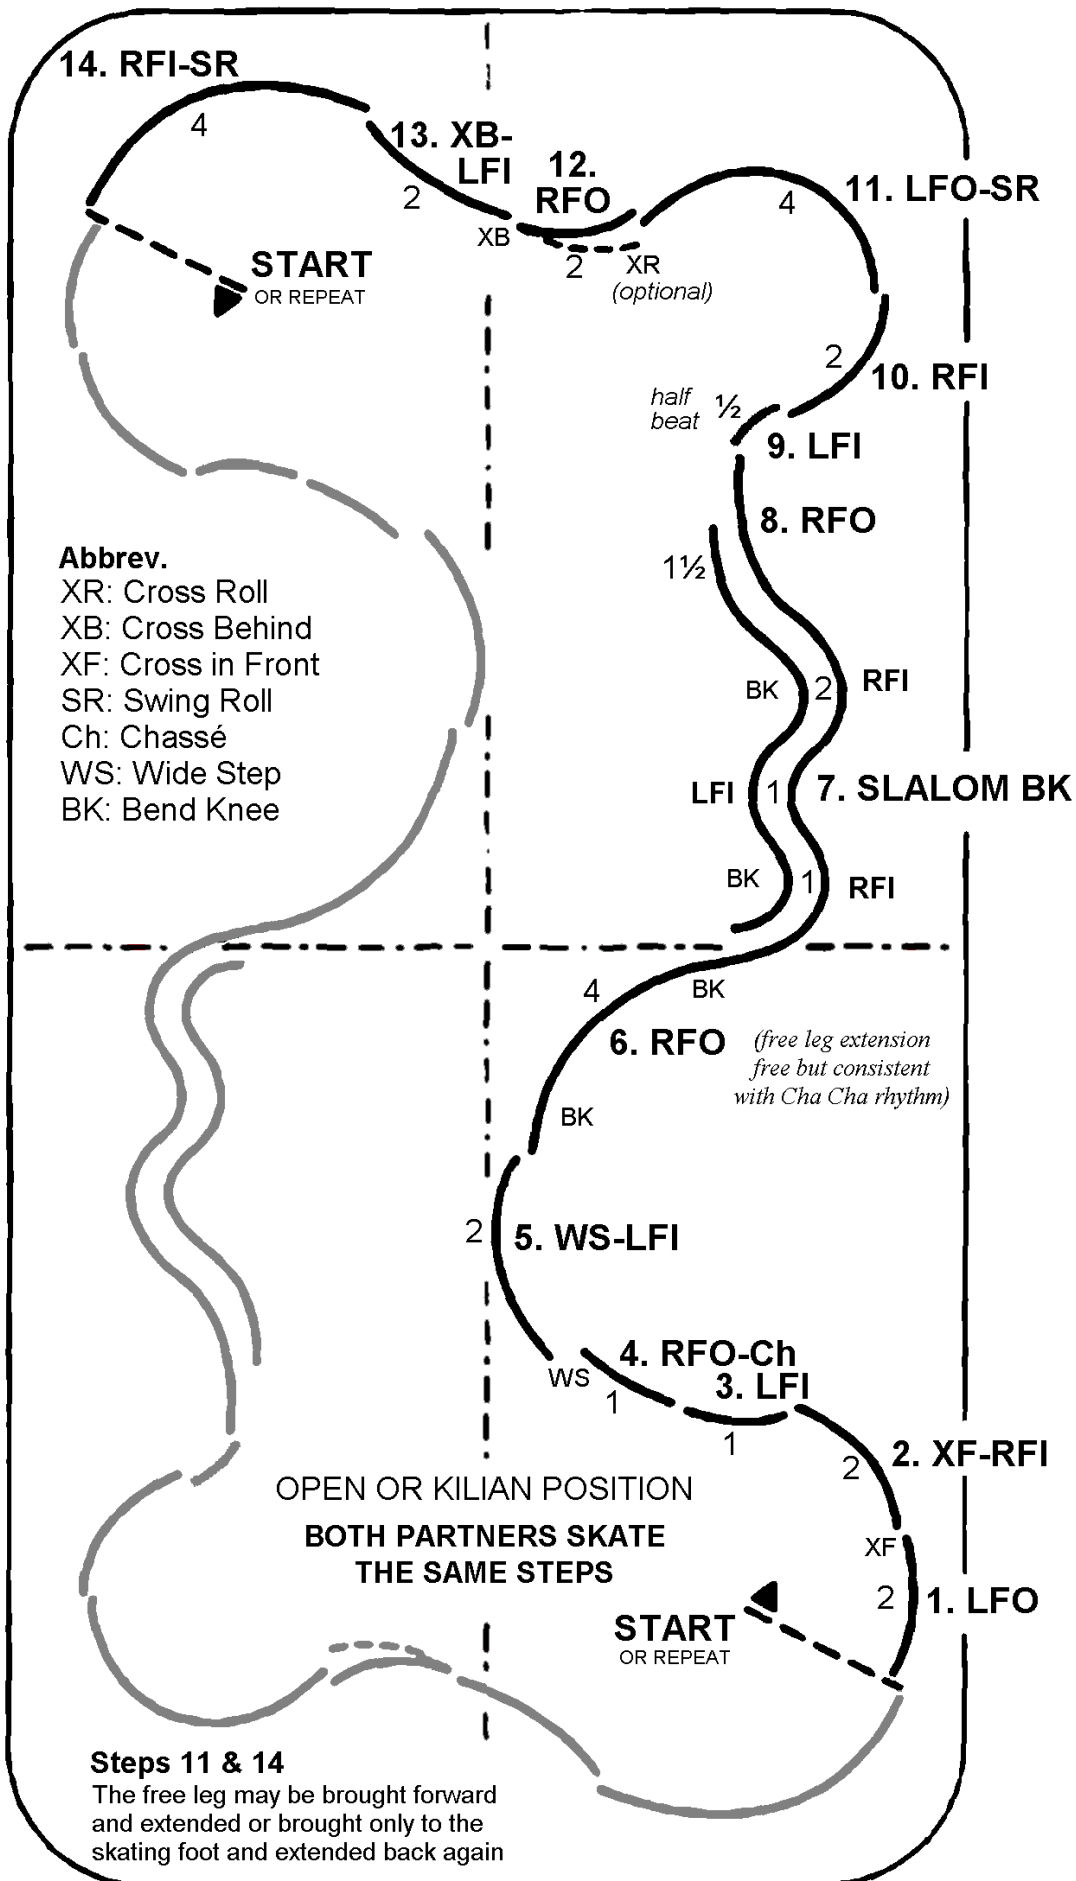 14. RFI-SR
4
13. XB-
LFI
2
12.
RFO
XB
2
XR
(optional)
4
11. LFO-SR
START
OR REPEAT
2
10. RFI
half
beat
½
9. LFI
8. RFO
1½
Abbrev.
XR: Cross Roll
XB: Cross Behind
XF: Cross in Front
SR: Swing Roll
Ch: Chassé
WS: Wide Step
BK: Bend Knee
BK
2
RFI
LFI
1
7. SLALOM BK
BK
1
RFI
4
BK
6. RFO
(free leg extension
free but consistent
with Cha Cha rhythm)
BK
2
5. WS-LFI
4. RFO-Ch
WS
1
3. LFI
1
2
2. XF-RFI
OPEN OR KILIAN POSITION
BOTH PARTNERS SKATE
THE SAME STEPS
XF
2
1. LFO
START
OR REPEAT
Steps 11 & 14
The free leg may be brought forward
and extended or brought only to the
skating foot and extended back again